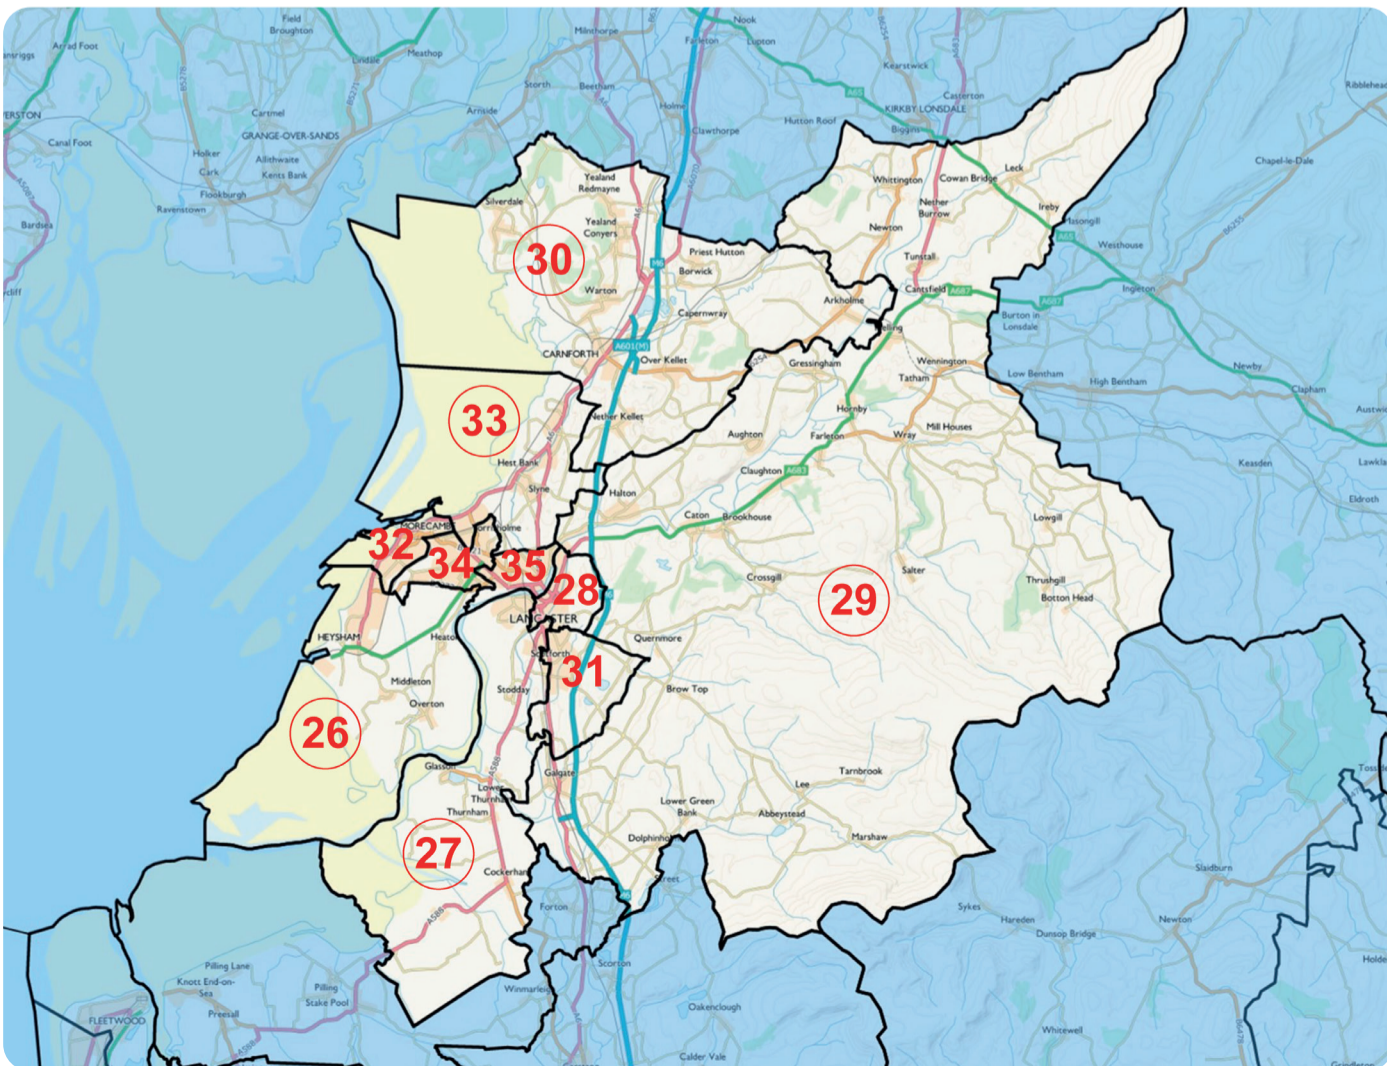 Field
Broughton
Arrad Foot
Lindale
Meathop
Milnthorpe
Nook
Farleton
Lupton
Kearstwick
Storth
Beetham
A65
Casterton
Cartmel
Arnside
Holme
KIRKBY LONSDALE
Canal Foot
GRANGE-OVER-SANDS
Clawthorpe
Hutton Roof
Biggins
Holker
Allithwaite
Chapel-le-Dale
Cark
Kents Bank
Leck
Flookburgh
Yealand
Redmayne
Whittington
Cowan Bridge
Ravenstown
Silverdale
Nether
Burrow
Ireby
Bardsea
Yealand
Conyers
Newton
Masongill
A65
Westhouse
B6255
30
Priest Hutton
M6
Borwick
Tunstall
Warton
Cantsfield
A687
Ingleton
A687
Arkholme
Capernwray
Burton in
Lonsdale
A601(M)
CARNFORTH
Over Kellet
Gressingham
Wennington
Newby
Tatham
Low Bentham
High Bentham
Clapham
33
Nether Kellet
Hornby
A6
Aughton
Farleton
Wray
Mill Houses
Hest Bank
Claughton
A683
Keasden
Slyne
Halton
Eldroth
Caton
Brookhouse
Lowgill
MORECAMBE
32
34
35
28
Crossgill
Salter
Thrushgill
29
Botton Head
LANCASTER
HEYSHAM
Quernmore
31
Middleton
Stodday
Brow Top
Overton
26
Galgate
Tarnbrook
Lee
Lower
Thurnham
Lower Green
Bank
Thurnham
Abbeystead
A588
Marshaw
27
Slaidburn
Forton
Sykes
A588
Hareden
Newton
Dunsop Bridge
Pilling Lane
Scorton
Knott End-on-
Sea
Pilling
Stake Pool
Preesall
Oakenclough
FLEETWOOD
Whitewell
Calder Vale
A588